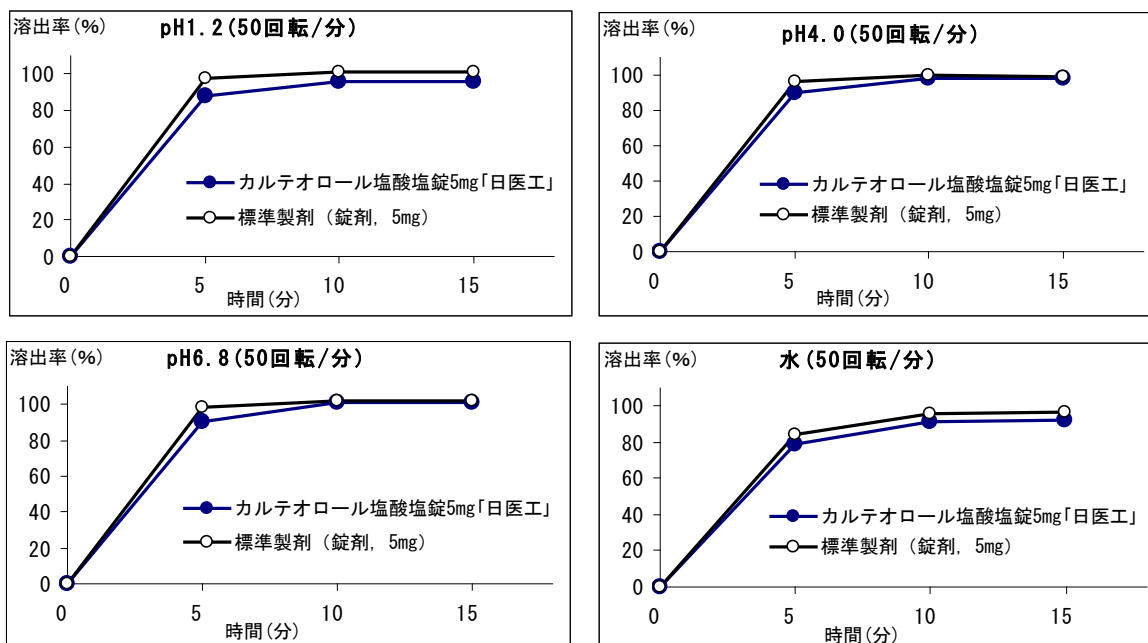 溶出率(%)
pH1.2(50回転/分)
100
80
60
40
20
0
カルテオロール塩酸塩錠5mg「日医工」
標準製剤（錠剤, 5mg）
0 5 10 15
時間(分)
溶出率(%)
pH4.0(50回転/分)
100
80
60
40
20
0
カルテオロール塩酸塩錠5mg「日医工」
標準製剤（錠剤, 5mg）
0 5 10 15
時間(分)
溶出率(%)
pH6.8(50回転/分)
100
80
60
40
20
0
カルテオロール塩酸塩錠5mg「日医工」
標準製剤（錠剤, 5mg）
0 5 10 15
時間(分)
溶出率(%)
水(50回転/分)
100
80
60
40
20
0
カルテオロール塩酸塩錠5mg「日医工」
標準製剤（錠剤, 5mg）
0 5 10 15
時間(分)